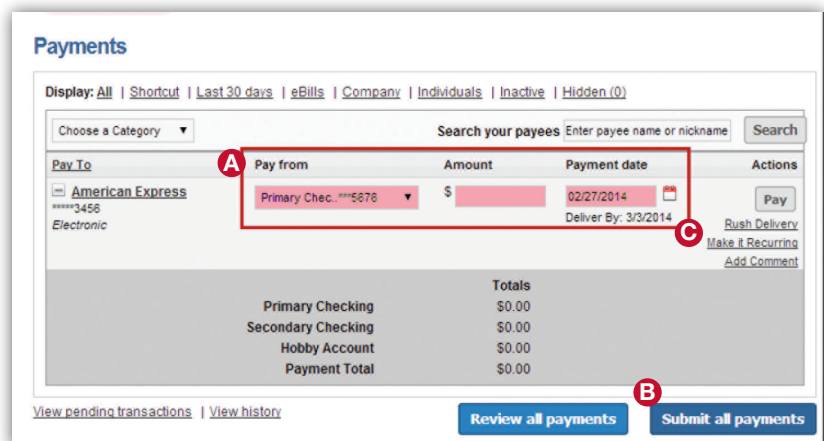 Payments
Display: All | Shortcut | Last 30 days | eBills | Company | Individuals | Inactive | Hidden (0)
Choose a Category ▼ Search your payees Enter payee name or nickname Search
A
Pay To Pay from Amount Payment date Actions
American Express Primary Chec..***5678 ▼ $ 02/27/2014 Pay
*****3456 Deliver By: 3/3/2014 C Rush Delivery
Electronic Make it Recurring
Add Comment
Totals
Primary Checking $0.00
Secondary Checking $0.00
Hobby Account $0.00
Payment Total $0.00
B
View pending transactions | View history Review all payments Submit all payments